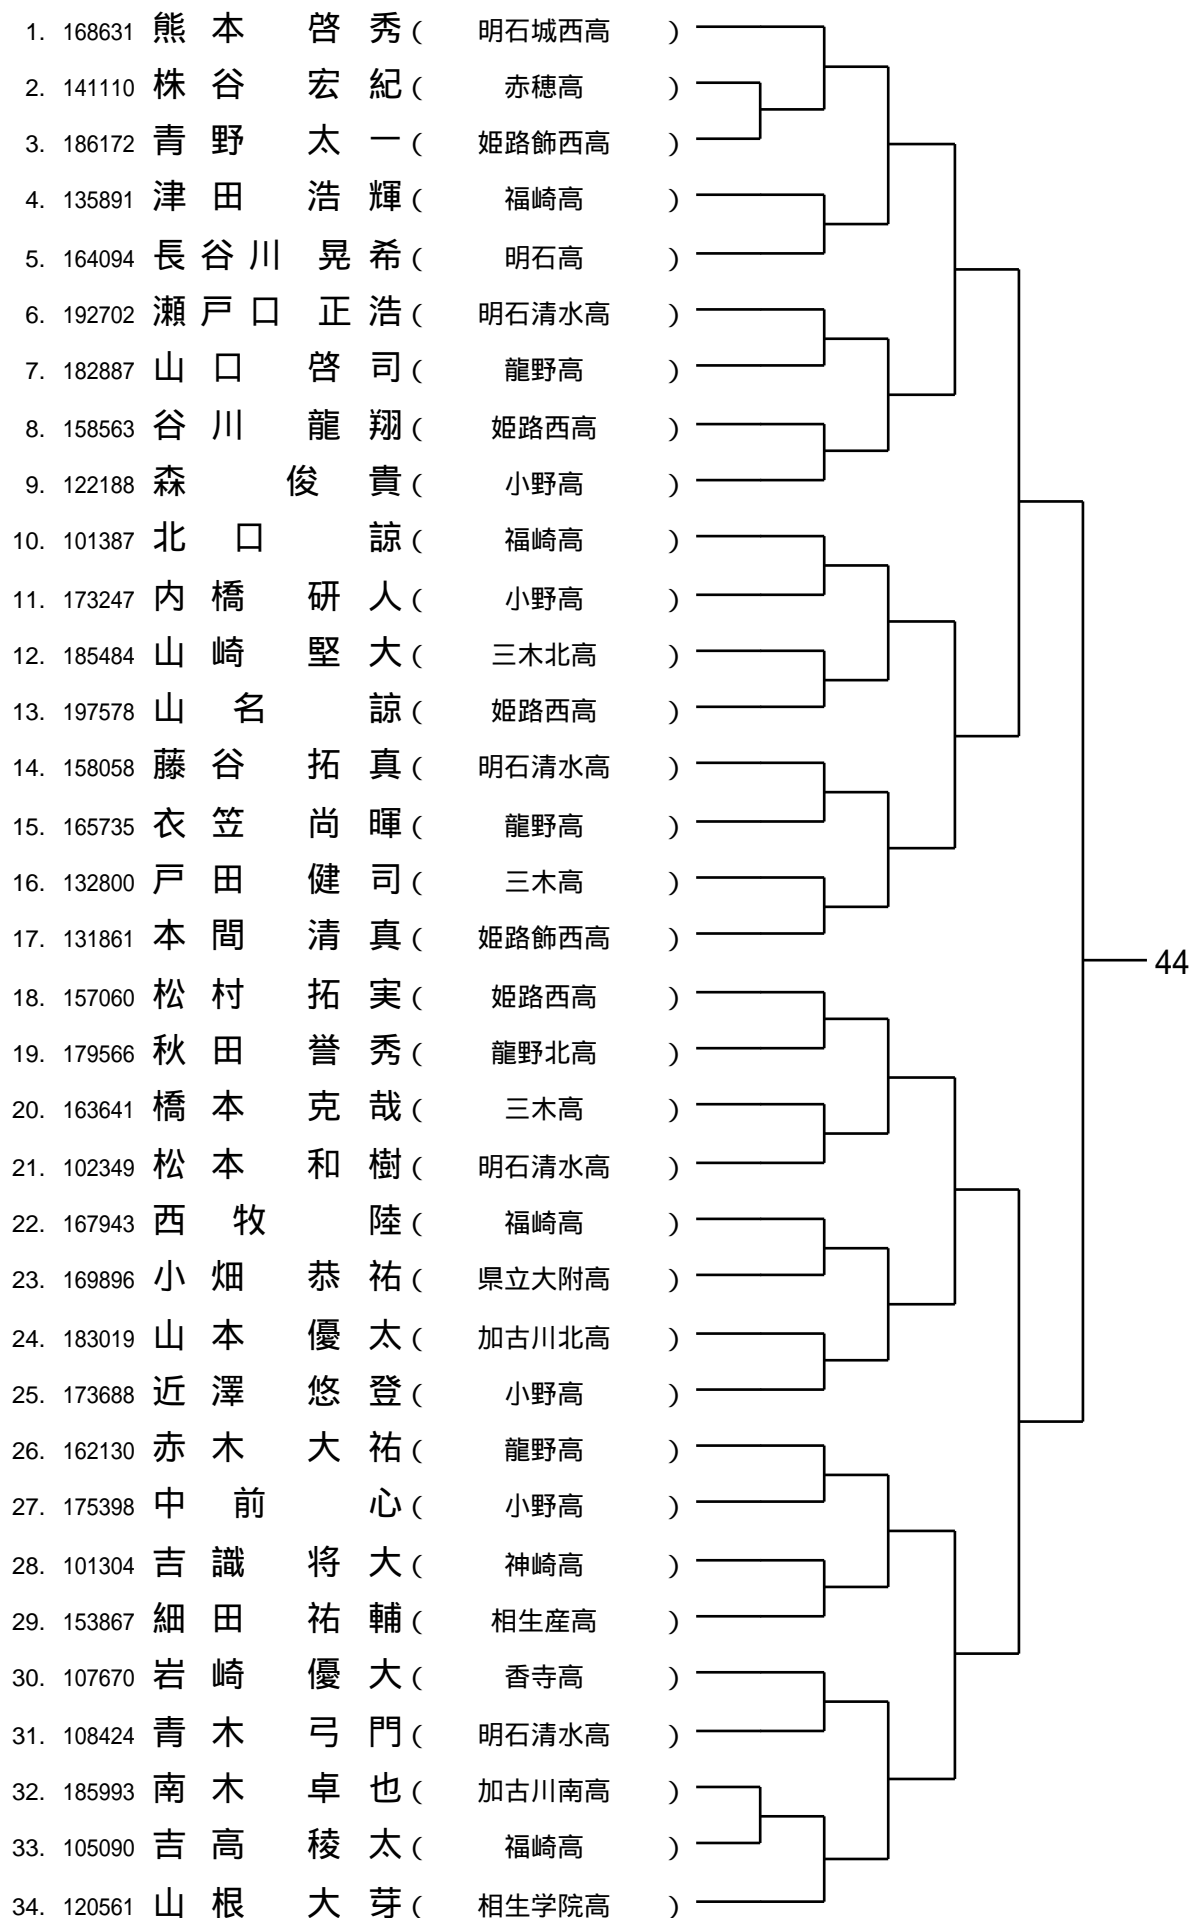 1. 168631 熊本 啓秀 ( 明石城西高 )
2. 141110 株谷 宏紀 ( 赤穂高 )
3. 186172 青野 太一 ( 姫路飾西高 )
4. 135891 津田 浩輝 ( 福崎高 )
5. 164094 長谷川 晃希 ( 明石高 )
6. 192702 瀬戸口 正浩 ( 明石清水高 )
7. 182887 山口 啓司 ( 龍野高 )
8. 158563 谷川 龍翔 ( 姫路西高 )
9. 122188 森 俊貴 ( 小野高 )
10. 101387 北口 諒 ( 福崎高 )
11. 173247 内橋 研人 ( 小野高 )
12. 185484 山崎 堅大 ( 三木北高 )
13. 197578 山名 諒 ( 姫路西高 )
14. 158058 藤谷 拓真 ( 明石清水高 )
15. 165735 衣笠 尚暉 ( 龍野高 )
16. 132800 戸田 健司 ( 三木高 )
17. 131861 本間 清真 ( 姫路飾西高 )
44
18. 157060 松村 拓実 ( 姫路西高 )
19. 179566 秋田 誉秀 ( 龍野北高 )
20. 163641 橋本 克哉 ( 三木高 )
21. 102349 松本 和樹 ( 明石清水高 )
22. 167943 西牧 陸 ( 福崎高 )
23. 169896 小畑 恭祐 ( 県立大附高 )
24. 183019 山本 優太 ( 加古川北高 )
25. 173688 近澤 悠登 ( 小野高 )
26. 162130 赤木 大祐 ( 龍野高 )
27. 175398 中前 心 ( 小野高 )
28. 101304 吉識 将大 ( 神崎高 )
29. 153867 細田 祐輔 ( 相生産高 )
30. 107670 岩崎 優大 ( 香寺高 )
31. 108424 青木 弓門 ( 明石清水高 )
32. 185993 南木 卓也 ( 加古川南高 )
33. 105090 吉高 稜太 ( 福崎高 )
34. 120561 山根 大芽 ( 相生学院高 )